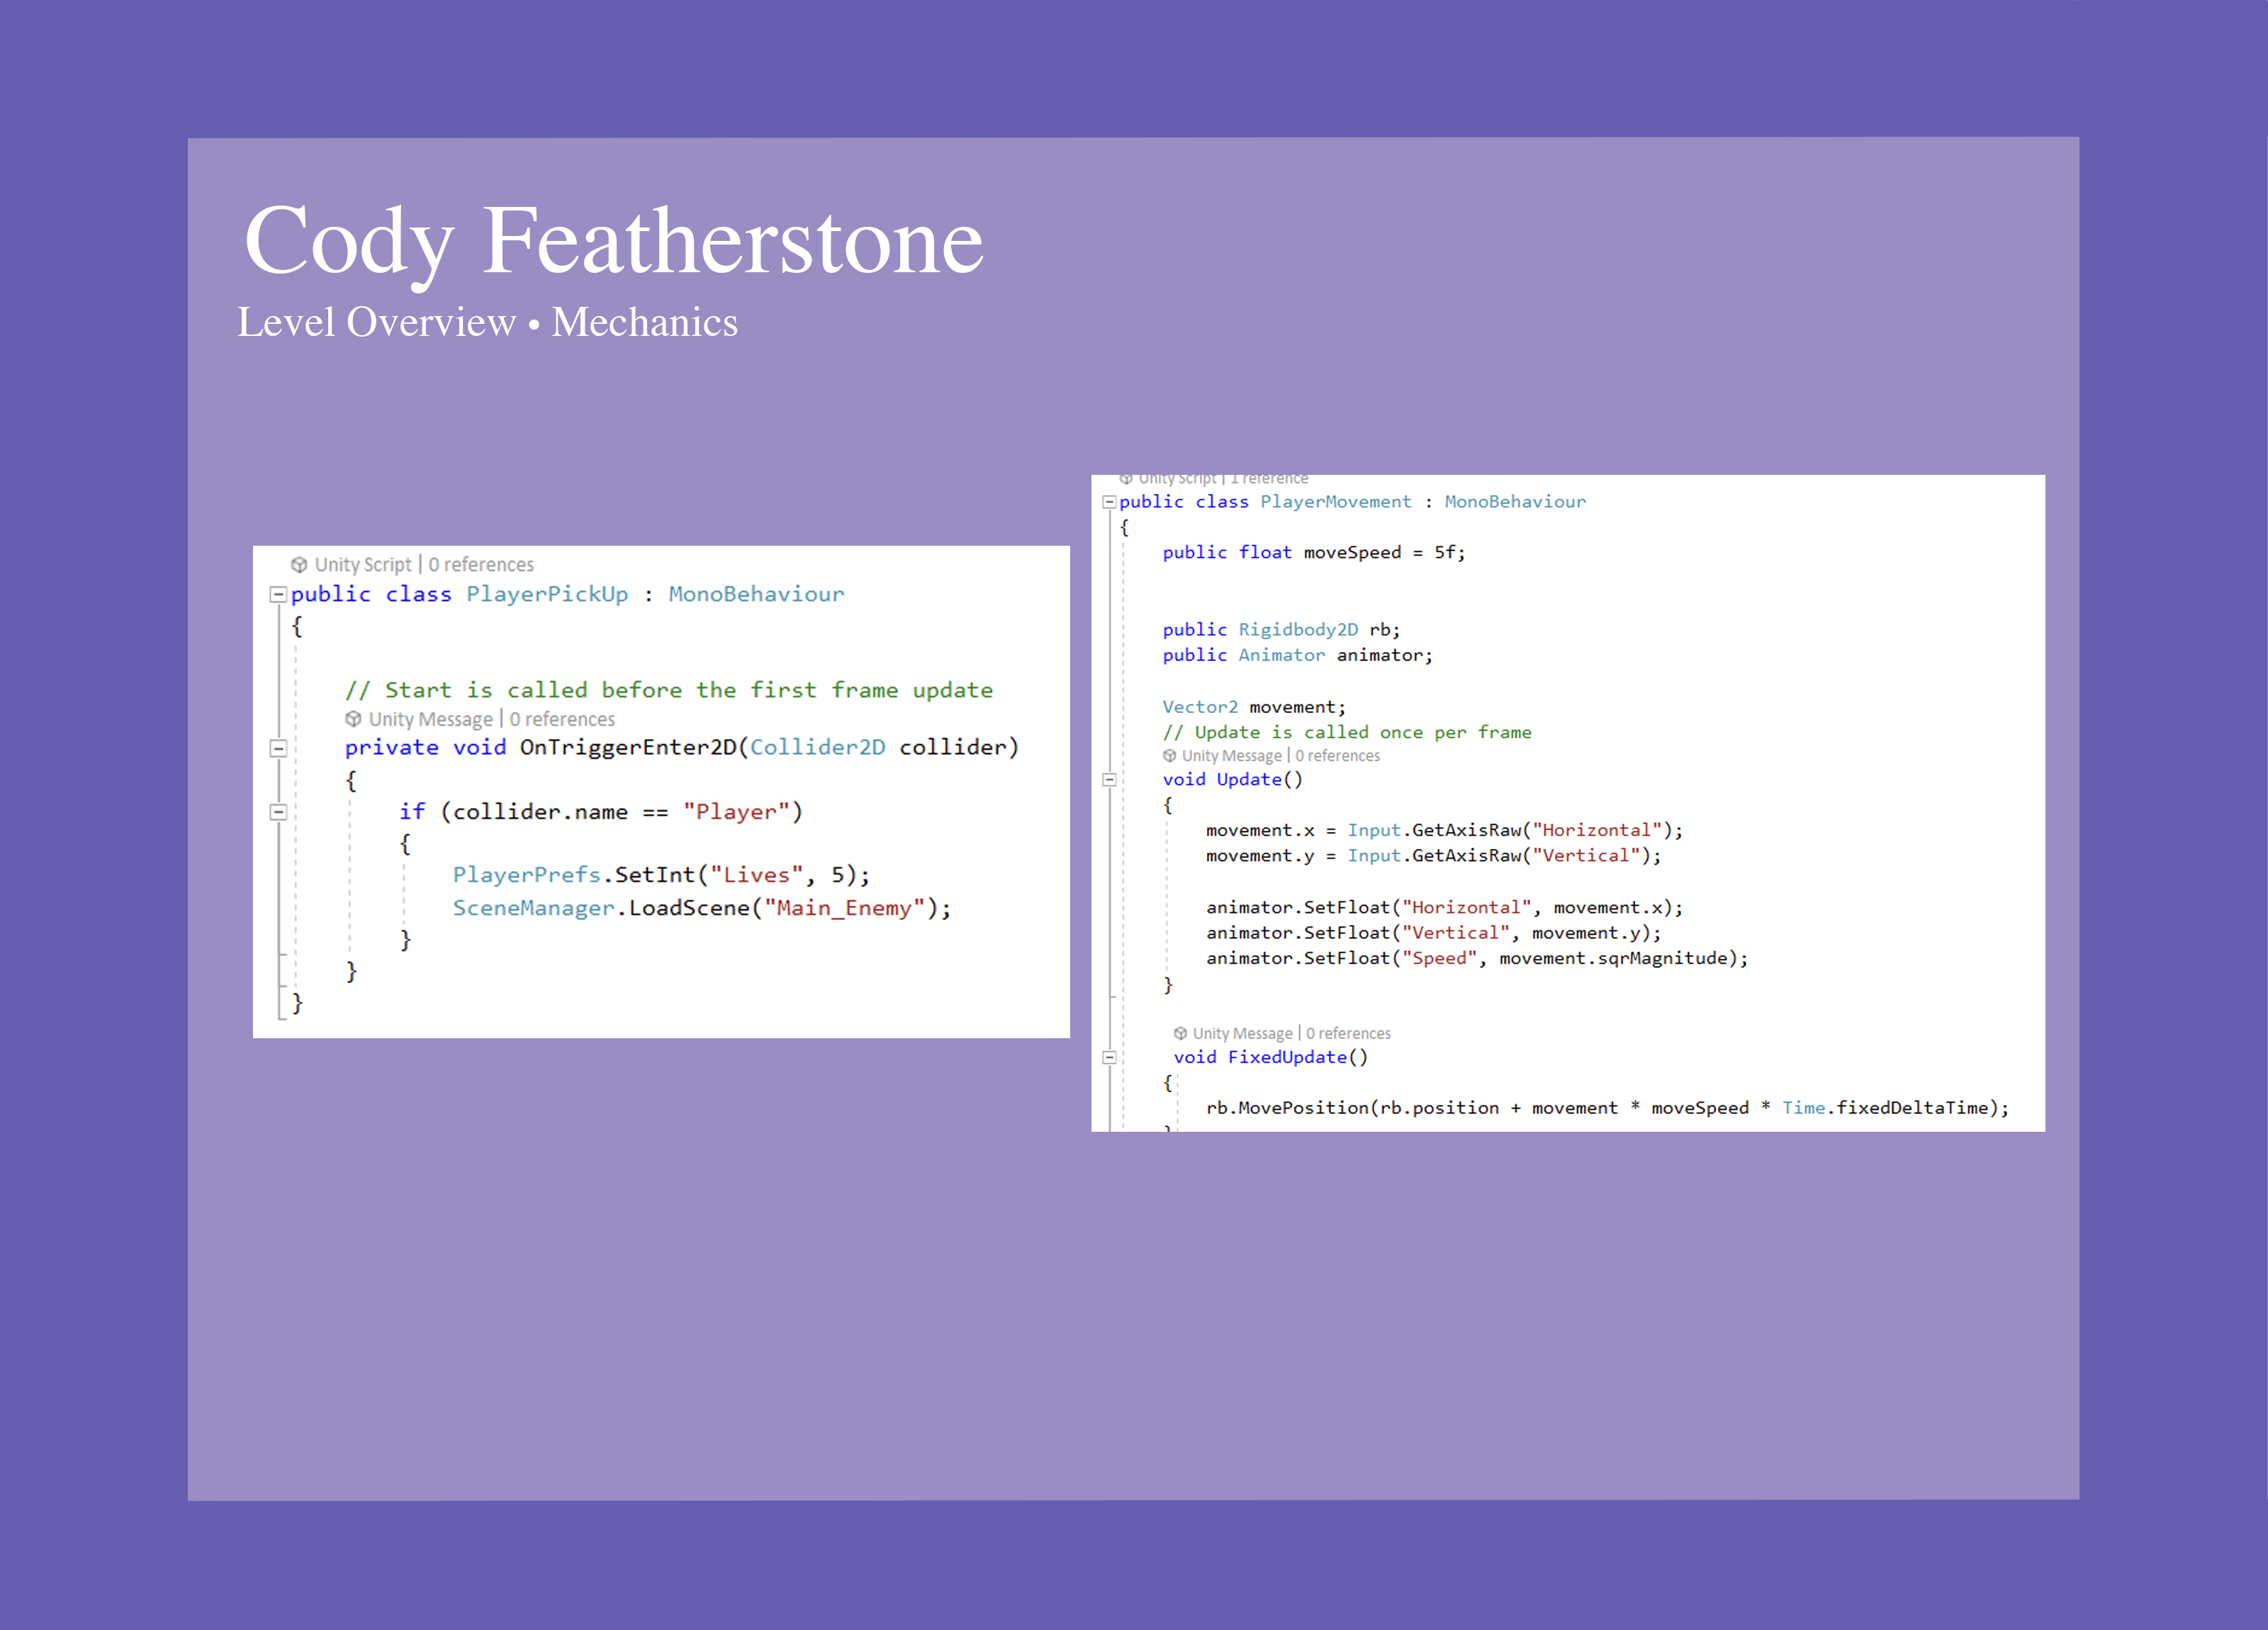 Cody Featherstone
Level Overview • Mechanics
Unity Script | 0 references
public class PlayerPickUp : MonoBehaviour
{
// Start is called before the first frame update
Unity Message | 0 references
private void OnTriggerEnter2D(Collider2D collider)
{
if (collider.name == "Player")
{
PlayerPrefs.SetInt("Lives", 5);
SceneManager.LoadScene("Main_Enemy");
}
}
}
Unity Script | 1 reference
public class PlayerMovement : MonoBehaviour
{
public float moveSpeed = 5f;
public Rigidbody2D rb;
public Animator animator;
Vector2 movement;
// Update is called once per frame
Unity Message | 0 references
void Update()
{
movement.x = Input.GetAxisRaw("Horizontal");
movement.y = Input.GetAxisRaw("Vertical");
animator.SetFloat("Horizontal", movement.x);
animator.SetFloat("Vertical", movement.y);
animator.SetFloat("Speed", movement.sqrMagnitude);
}
Unity Message | 0 references
void FixedUpdate()
{
rb.MovePosition(rb.position + movement * moveSpeed * Time.fixedDeltaTime);
}